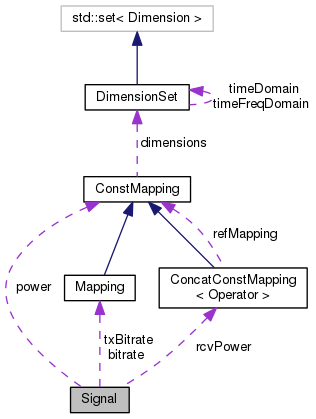 std::set< Dimension >
timeDomain
timeFreqDomain
DimensionSet
dimensions
ConstMapping
refMapping
power
Mapping
ConcatConstMapping
< Operator >
txBitrate
bitrate
rcvPower
Signal